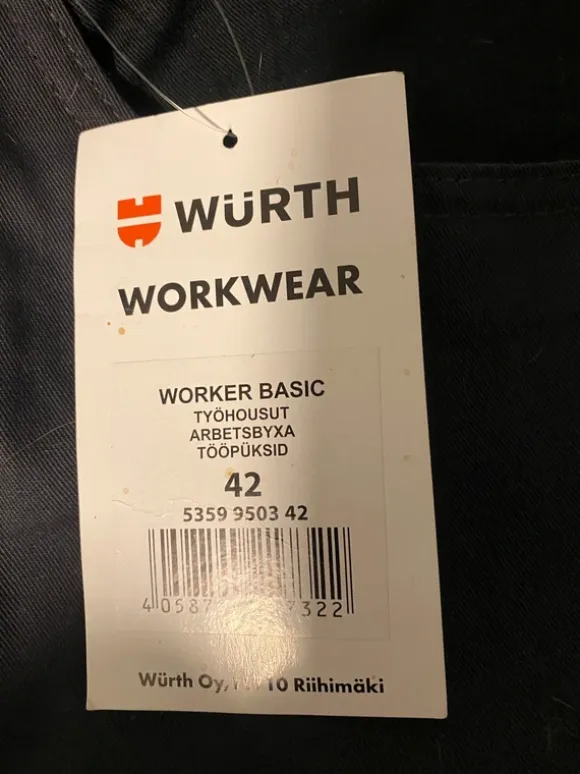 WÜRTH
WORKWEAR
WORKER BASIC
TYÖHOUSUT
ARBETSBYXA
TÖÖPÜKSID
42
5359 9503 42
Würth Oy, Riihimäki